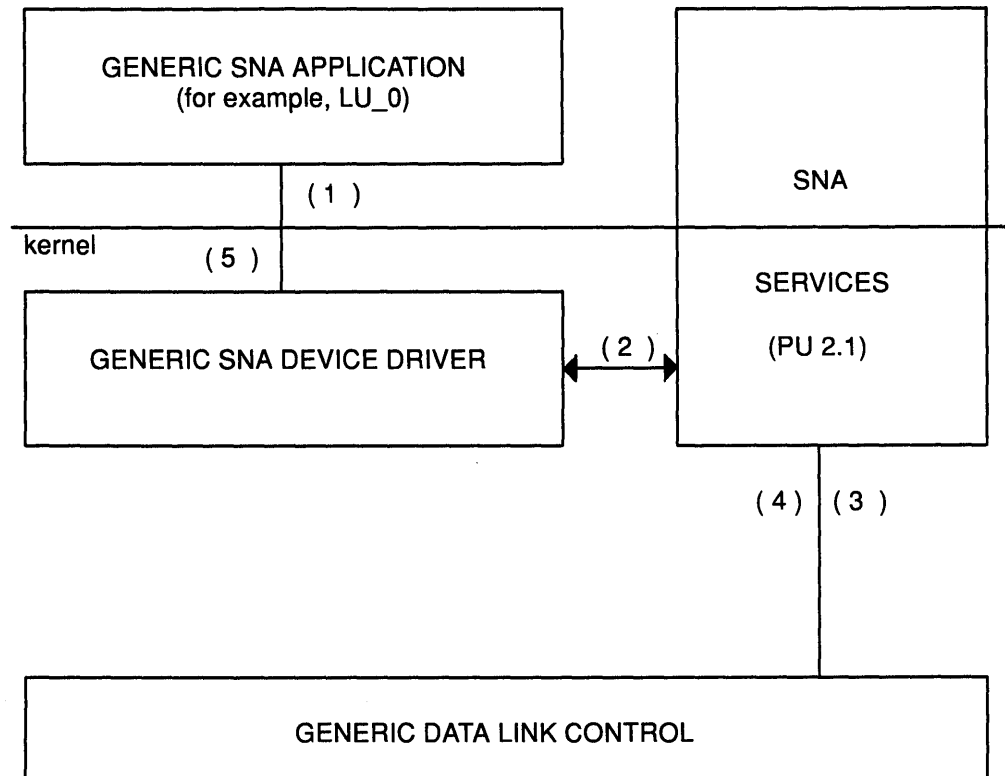 GENERIC SNA APPLICATION
(for example, LU_0)
SNA
( 1 )
kernel
( 5 )
SERVICES
(PU 2.1)
GENERIC SNA DEVICE DRIVER
( 2 )
( 4 ) ( 3 )
GENERIC DATA LINK CONTROL